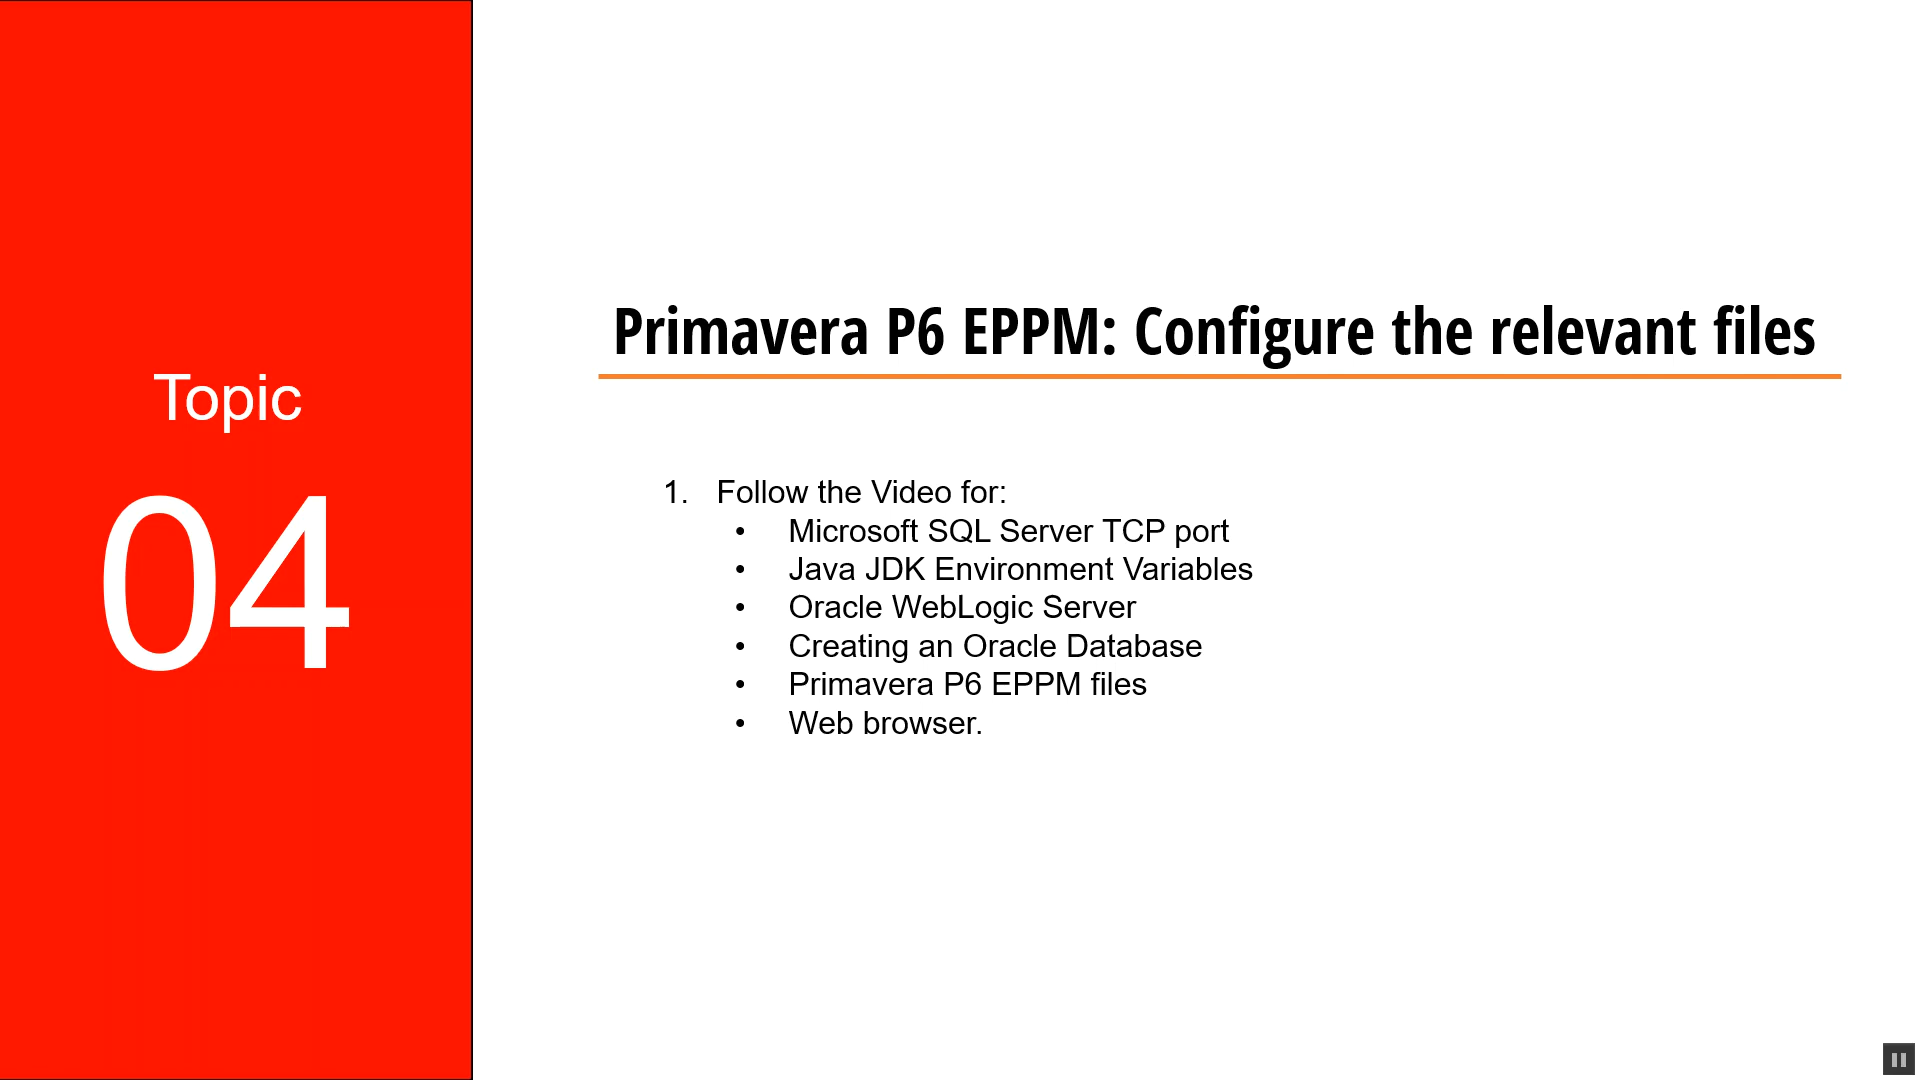 Topic
04
Primavera P6 EPPM: Configure the relevant files
1. Follow the Video for:
• Microsoft SQL Server TCP port
• Java JDK Environment Variables
• Oracle WebLogic Server
• Creating an Oracle Database
• Primavera P6 EPPM files
• Web browser.